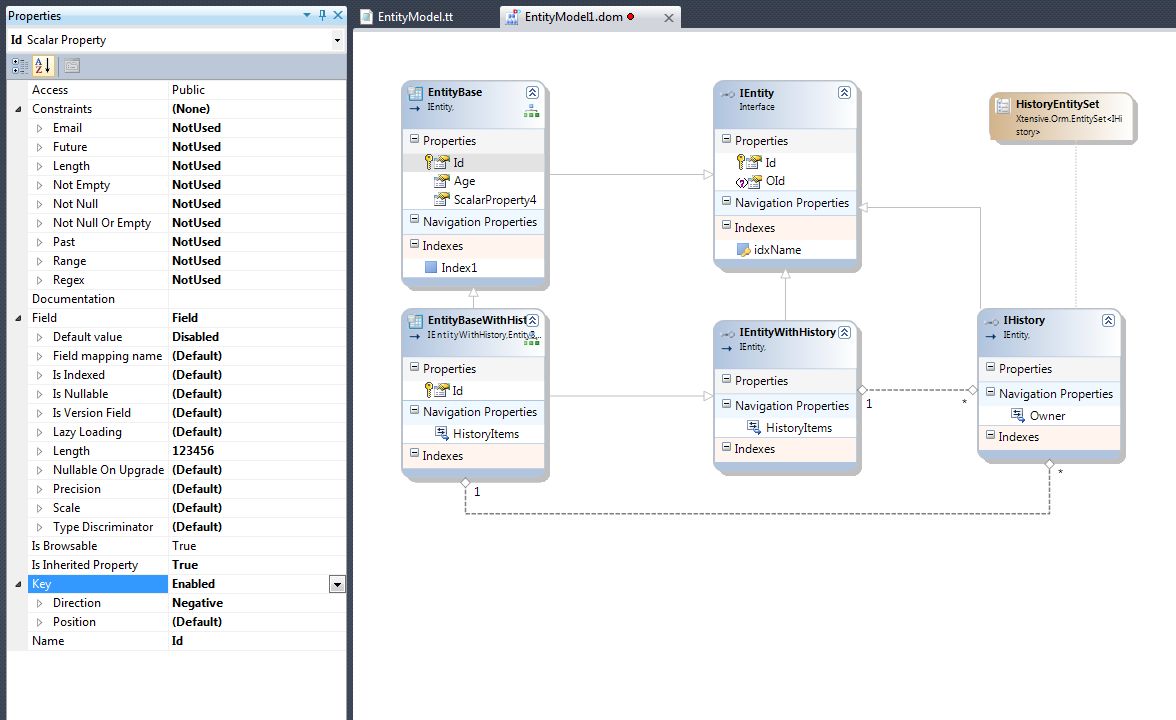 Properties
Id Scalar Property
Access Public
Constraints (None)
Email NotUsed
Future NotUsed
Length NotUsed
Not Empty NotUsed
Not Null NotUsed
Not Null Or Empty NotUsed
Past NotUsed
Range NotUsed
Regex NotUsed
Documentation
Field Field
Default value Disabled
Field mapping name (Default)
Is Indexed (Default)
Is Nullable (Default)
Is Version Field (Default)
Lazy Loading (Default)
Length 123456
Nullable On Upgrade (Default)
Precision (Default)
Scale (Default)
Type Discriminator (Default)
Is Browsable True
Is Inherited Property True
Key Enabled
Direction Negative
Position (Default)
Name Id
EntityModel.tt
EntityModel1.dom
EntityBase
IEntity,
Properties
Id
Age
ScalarProperty4
Navigation Properties
Indexes
Index1
IEntity
Interface
Properties
Id
OId
Navigation Properties
Indexes
idxName
HistoryEntitySet
Xtensive.Orm.EntitySet<IHi
story>
EntityBaseWithHist
IEntityWithHistory,EntityB...
Properties
Id
Navigation Properties
HistoryItems
Indexes
1
IEntityWithHistory
IEntity,
Properties
Navigation Properties
HistoryItems
Indexes
1
*
IHistory
IEntity,
Properties
Navigation Properties
Owner
Indexes
*